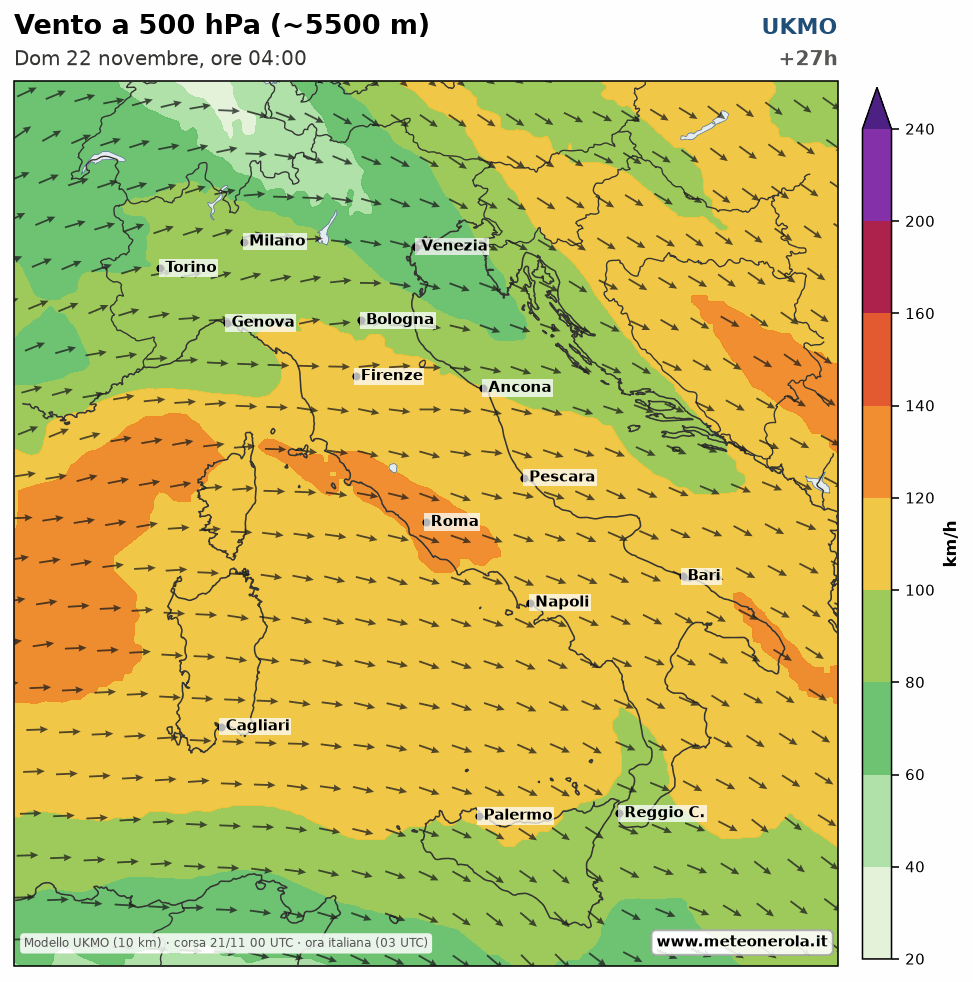 Vento a 500 hPa (~5500 m)
UKMO
Dom 22 novembre, ore 04:00
+27h
Milano
Venezia
Torino
Genova
Bologna
Firenze
Ancona
Pescara
Roma
Bari
Napoli
Cagliari
Palermo
Reggio C.
240
200
160
140
120
100
80
60
40
20
km/h
Modello UKMO (10 km) · corsa 21/11 00 UTC · ora italiana (03 UTC)
www.meteonerola.it